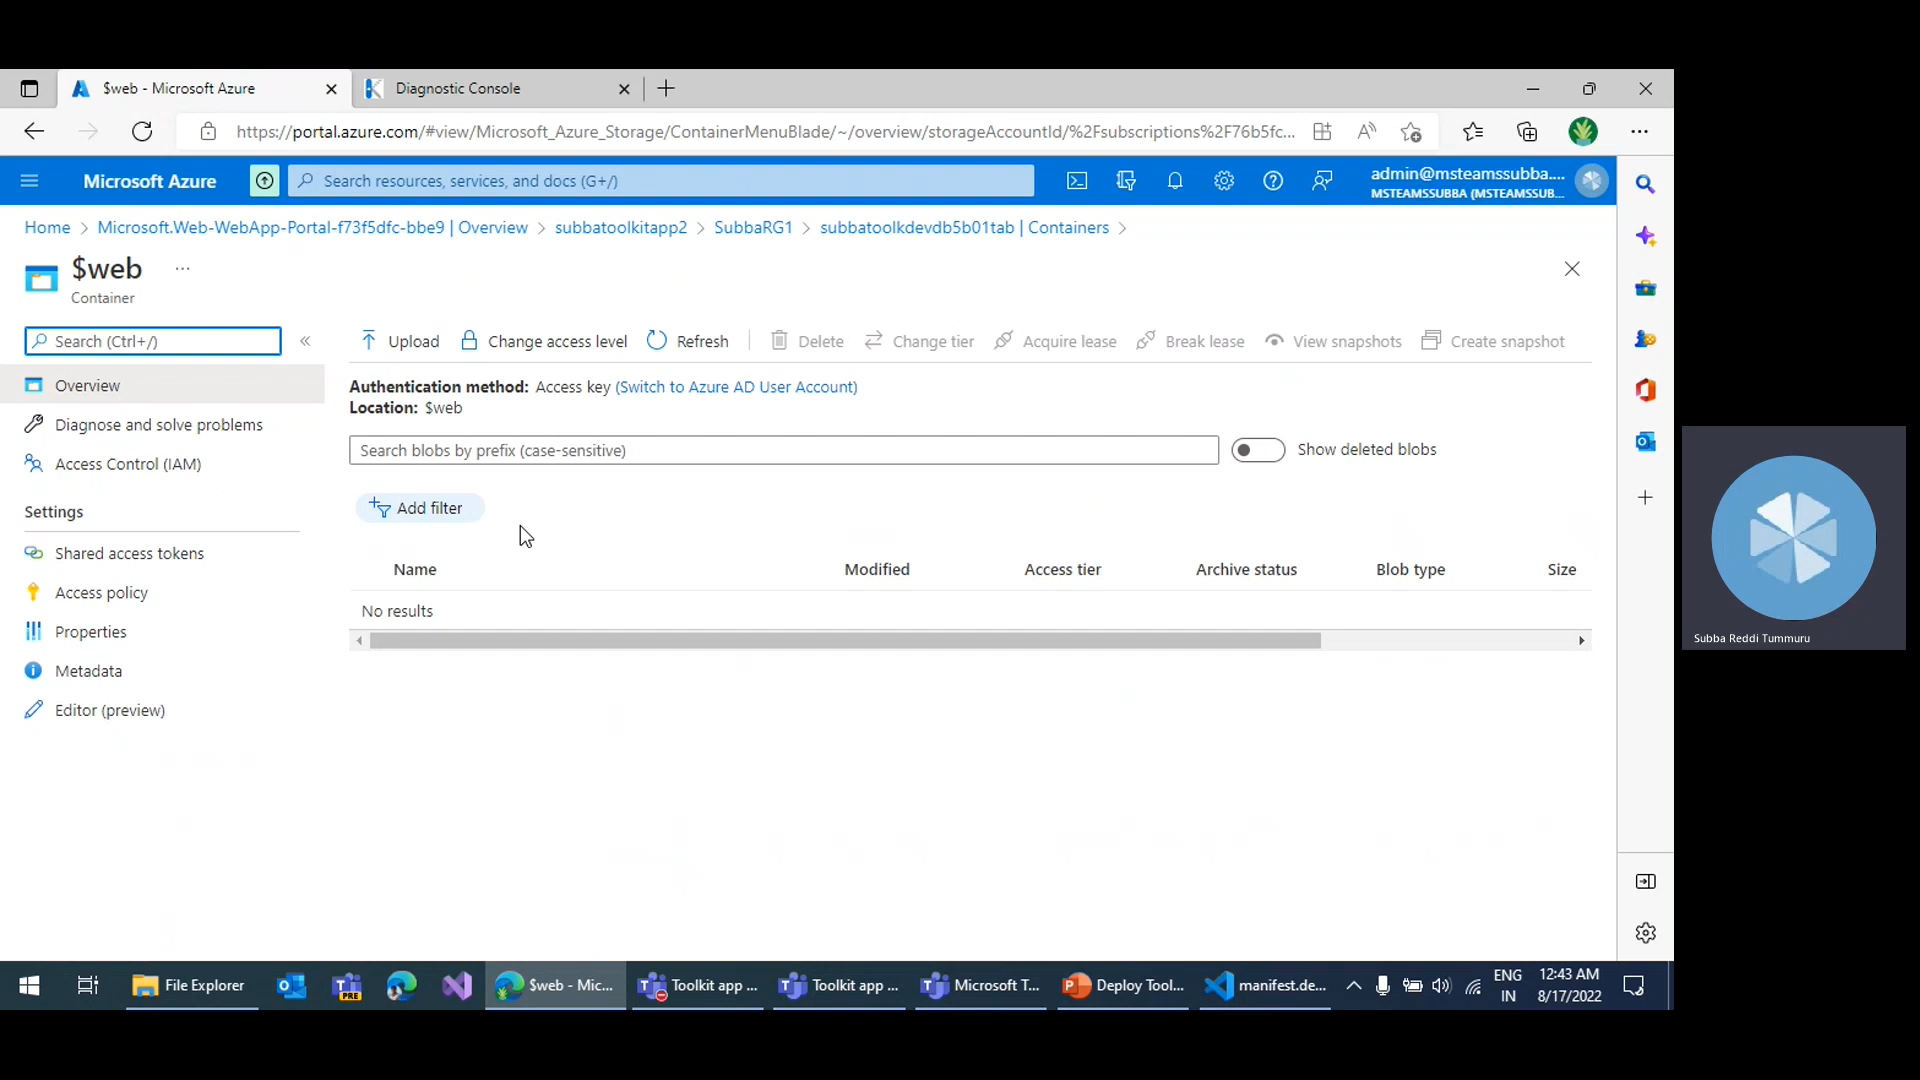 $web - Microsoft Azure
Diagnostic Console
https://portal.azure.com/#view/Microsoft_Azure_Storage/ContainerMenuBlade/~/overview/storageAccountId/%2Fsubscriptions%2F76b5fc...
Microsoft Azure
Search resources, services, and docs (G+/)
admin@msteamssubba....
MSTEAMSSUBBA (MSTEAMSSUB...
Home > Microsoft.Web-WebApp-Portal-f73f5dfc-bbe9 | Overview > subbatoolkitapp2 > SubbaRG1 > subbatoolkdevdb5b01tab | Containers >
$web ...
Container
Search (Ctrl+/)
Overview
Diagnose and solve problems
Access Control (IAM)
Settings
Shared access tokens
Access policy
Properties
Metadata
Editor (preview)
Upload Change access level Refresh Delete Change tier Acquire lease Break lease View snapshots Create snapshot
Authentication method: Access key (Switch to Azure AD User Account)
Location: $web
Search blobs by prefix (case-sensitive)
Show deleted blobs
Add filter
Name Modified Access tier Archive status Blob type Size
No results
Subba Reddi Tummuru
File Explorer
PRE
$web - Mic...
Toolkit app ...
Toolkit app ...
Microsoft T...
Deploy Tool...
manifest.de...
ENG
IN
12:43 AM
8/17/2022